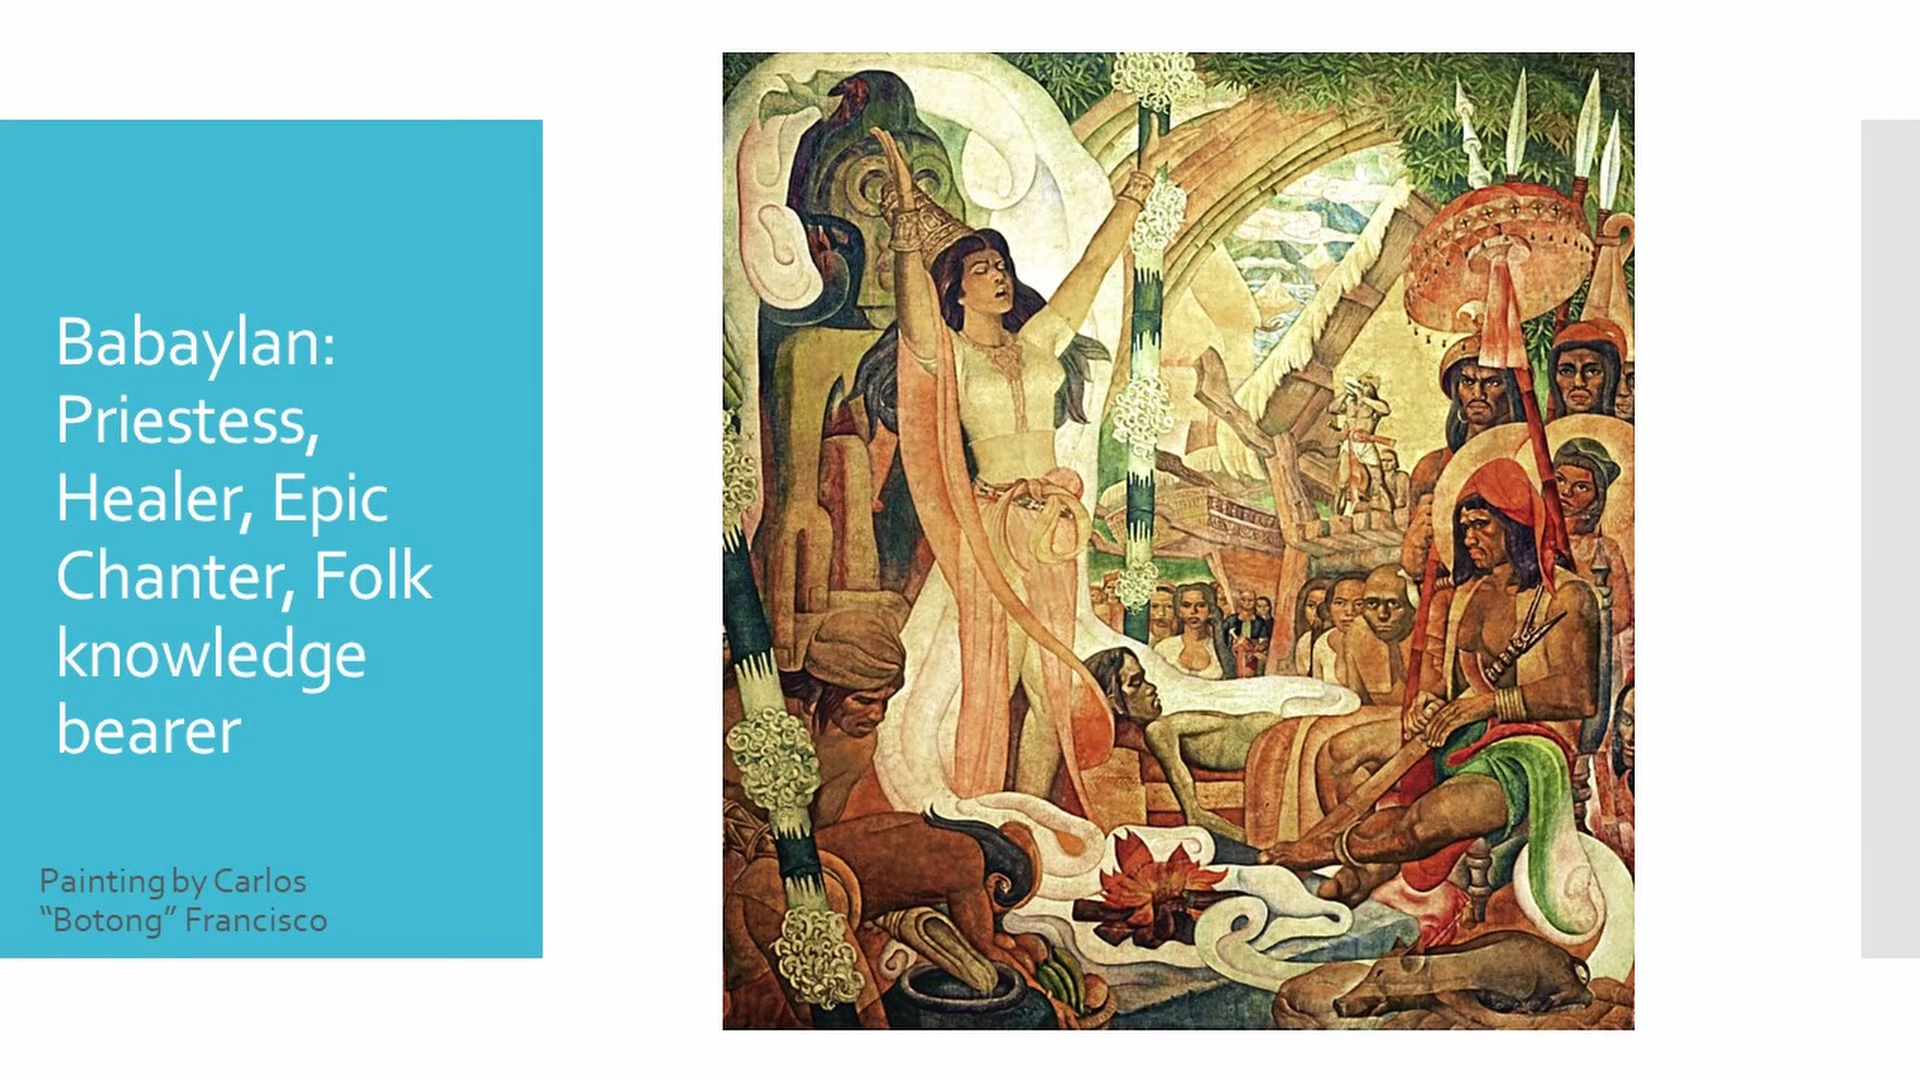 Babaylan:
Priestess,
Healer, Epic
Chanter, Folk
knowledge
bearer
Painting by Carlos
“Botong” Francisco